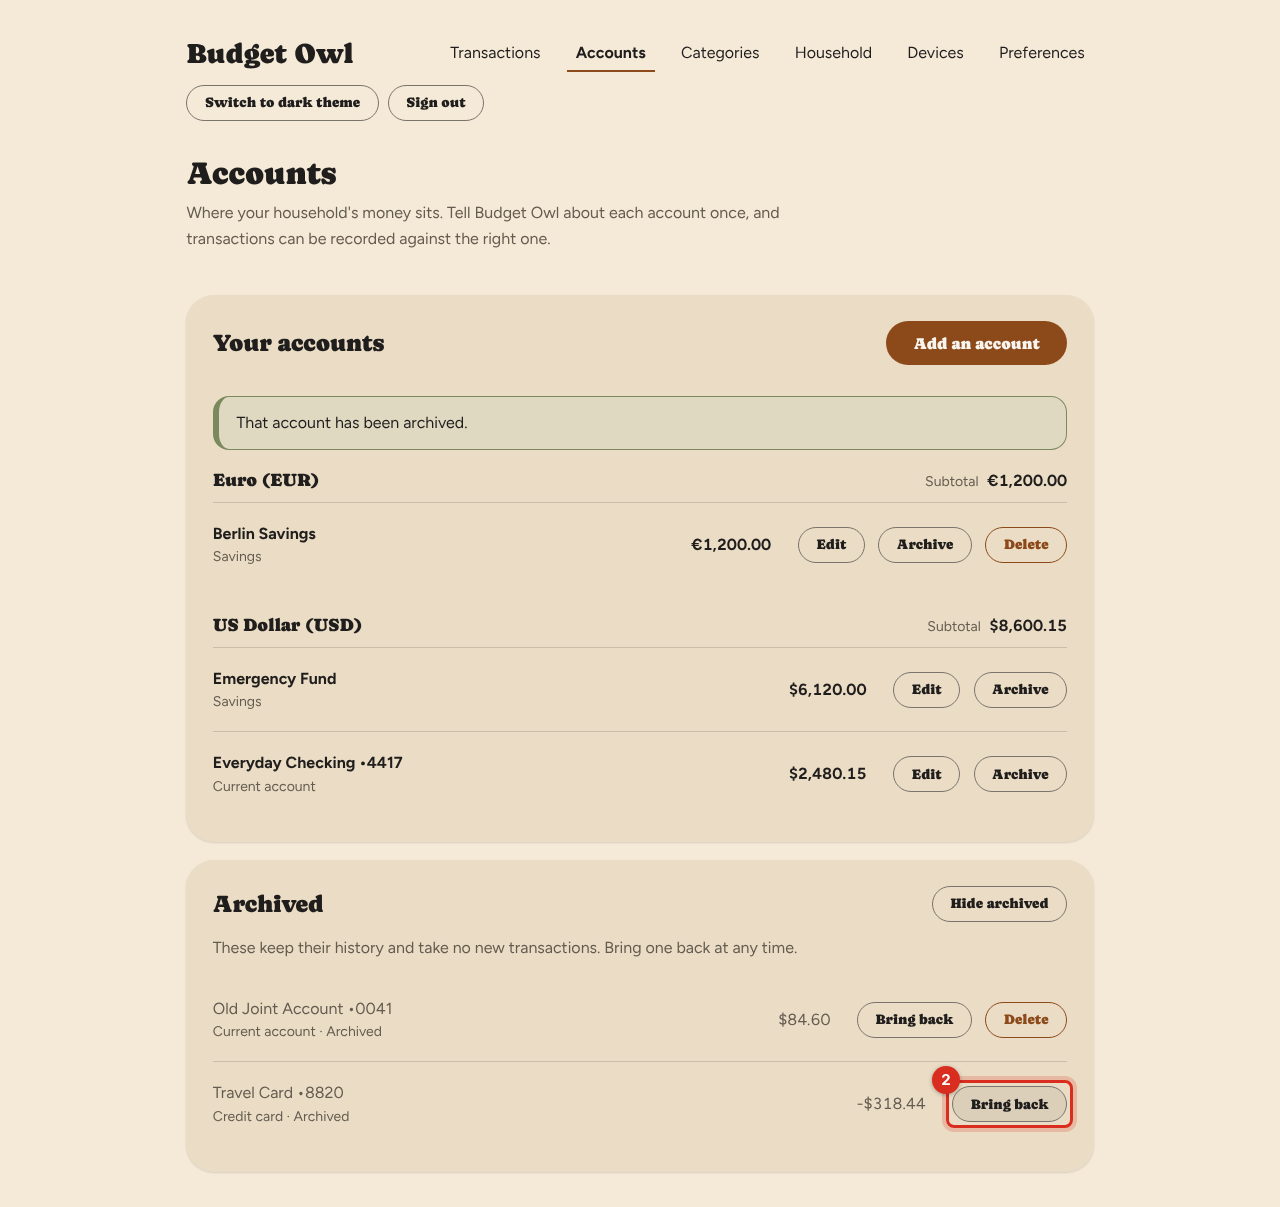 Budget Owl
Transactions
Accounts
Categories
Household
Devices
Preferences
Switch to dark theme
Sign out
Accounts
Where your household's money sits. Tell Budget Owl about each account once, and
transactions can be recorded against the right one.
Your accounts
Add an account
That account has been archived.
Euro (EUR)
Subtotal €1,200.00
Berlin Savings
Savings
€1,200.00
Edit
Archive
Delete
US Dollar (USD)
Subtotal $8,600.15
Emergency Fund
Savings
$6,120.00
Edit
Archive
Everyday Checking •4417
Current account
$2,480.15
Edit
Archive
Archived
Hide archived
These keep their history and take no new transactions. Bring one back at any time.
Old Joint Account •0041
Current account · Archived
$84.60
Bring back
Delete
Travel Card •8820
Credit card · Archived
-$318.44
2
Bring back